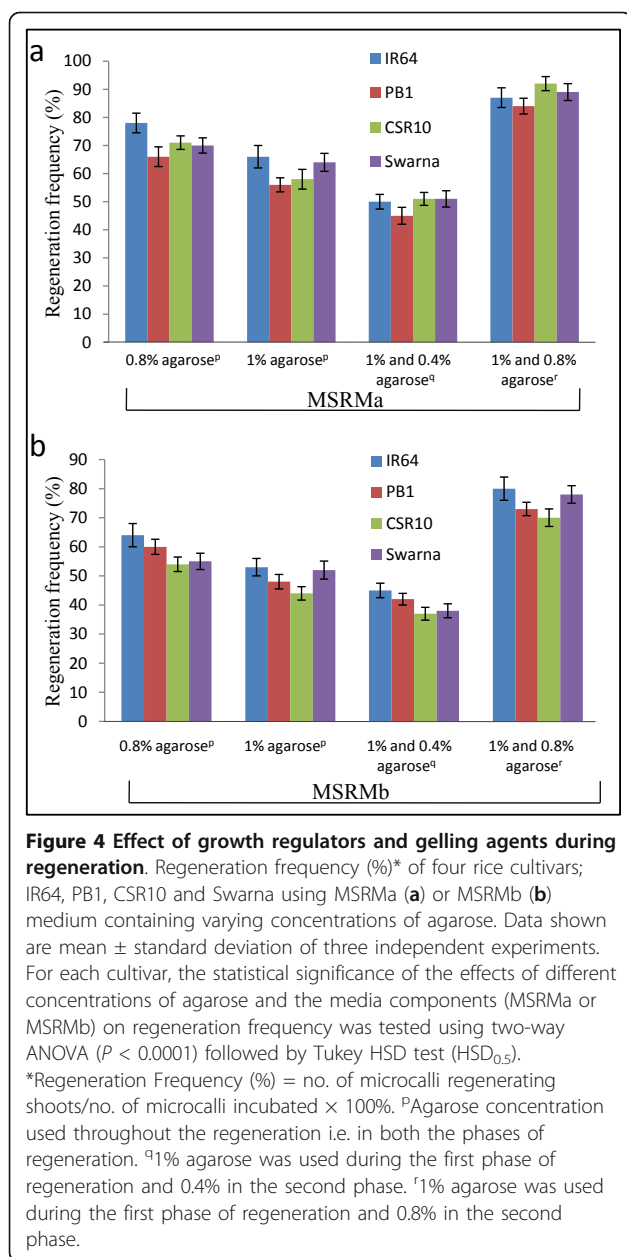 a
Regeneration frequency (%)
100
90
80
70
60
50
40
30
20
10
0
IR64
PB1
CSR10
Swarna
0.8% agaroseᵖ
1% agaroseᵖ
1% and 0.4% agarose^q
1% and 0.8% agaroseʳ
MSRMa
b
Regeneration frequency (%)
90
80
70
60
50
40
30
20
10
0
IR64
PB1
CSR10
Swarna
0.8% agaroseᵖ
1% agaroseᵖ
1% and 0.4% agarose^q
1% and 0.8% agaroseʳ
MSRMb
Figure 4 Effect of growth regulators and gelling agents during
regeneration. Regeneration frequency (%)* of four rice cultivars;
IR64, PB1, CSR10 and Swarna using MSRMa (a) or MSRMb (b)
medium containing varying concentrations of agarose. Data shown
are mean ± standard deviation of three independent experiments.
For each cultivar, the statistical significance of the effects of different
concentrations of agarose and the media components (MSRMa or
MSRMb) on regeneration frequency was tested using two-way
ANOVA (P < 0.0001) followed by Tukey HSD test (HSD₀.₅).
*Regeneration Frequency (%) = no. of microcalli regenerating
shoots/no. of microcalli incubated × 100%. ᵖAgarose concentration
used throughout the regeneration i.e. in both the phases of
regeneration. ^q1% agarose was used during the first phase of
regeneration and 0.4% in the second phase. ʳ1% agarose was used
during the first phase of regeneration and 0.8% in the second
phase.